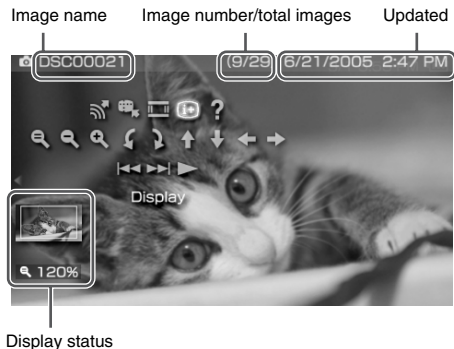 Image name Image number/total images Updated
DSC00021 (9/29) 6/21/2005 2:47 PM
?
Display
120%
Display status